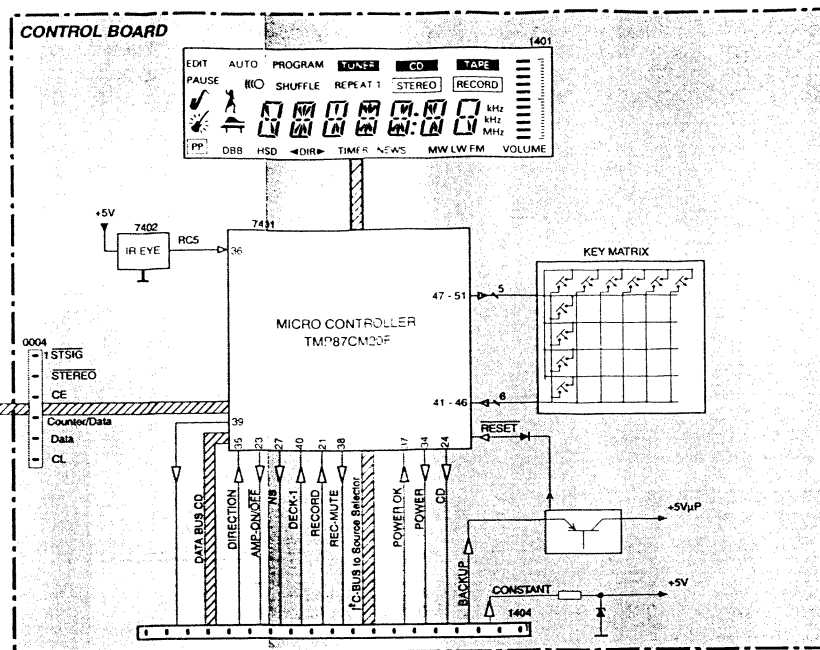 CONTROL BOARD
1401
EDIT AUTO PROGRAM TUNER CD TAPE
PAUSE SHUFFLE REPEAT 1 STEREO RECORD
kHz
kHz
MHz
PP DBB HSD ◄DIR► TIMER NEWS MW LW FM VOLUME
+5V
7402
IR EYE
RC5
7431
36
MICRO CONTROLLER
TMP87CM20F
47 - 51
5
KEY MATRIX
41 - 46
6
0004
1 STSIG
STEREO
CE
Counter/Data
Data
CL
39
35 23 27 40 21 38 17 34 24
RESET
DATA BUS CD
DIRECTION
AMP-ON/OFF
NS
DECK-1
RECORD
REC-MUTE
I²C-BUS to Source Selector
POWER OK
POWER
CD
BACKUP
+5VµP
CONSTANT
+5V
1404
1